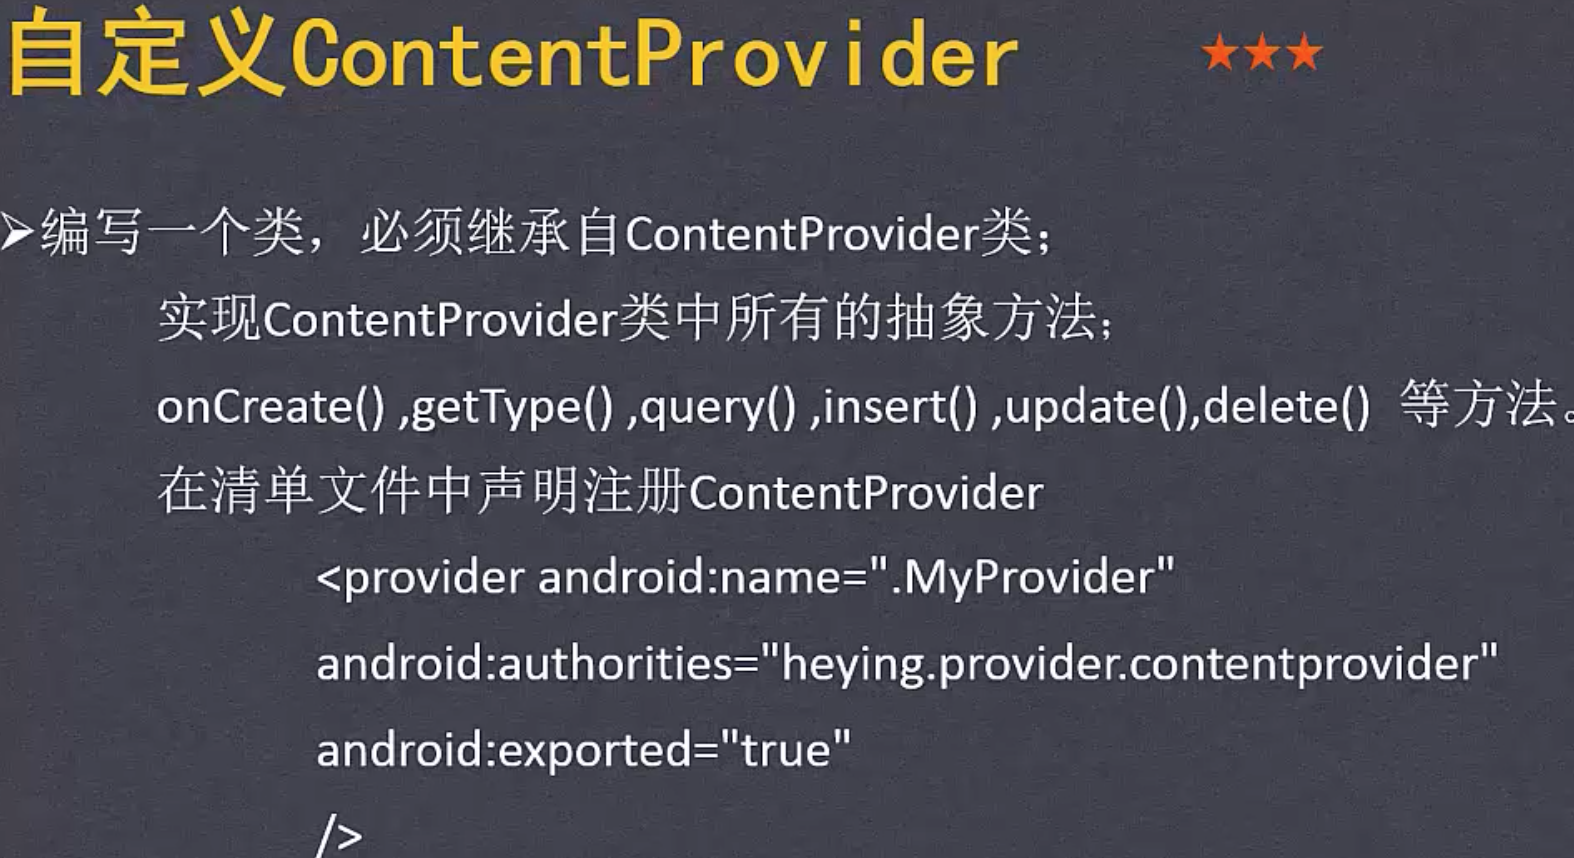 自定义ContentProvider ★★★
➢编写一个类，必须继承自ContentProvider类；
实现ContentProvider类中所有的抽象方法；
onCreate() ,getType() ,query() ,insert() ,update(),delete() 等方法。
在清单文件中声明注册ContentProvider
<provider android:name=".MyProvider"
android:authorities="heying.provider.contentprovider"
android:exported="true"
/>